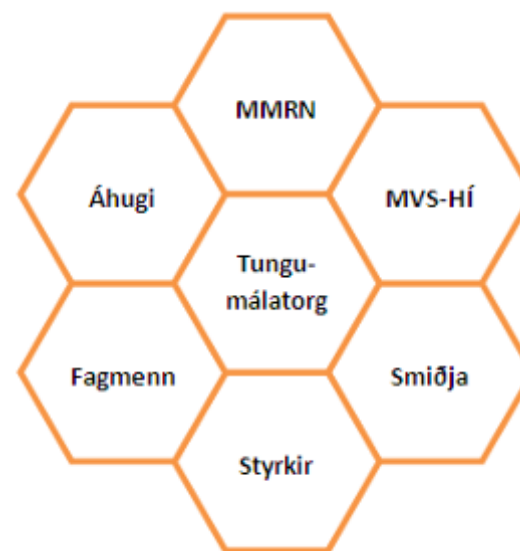 MMRN
Áhugi
MVS-HÍ
Tungu-
málatorg
Fagmenn
Smiðja
Styrkir